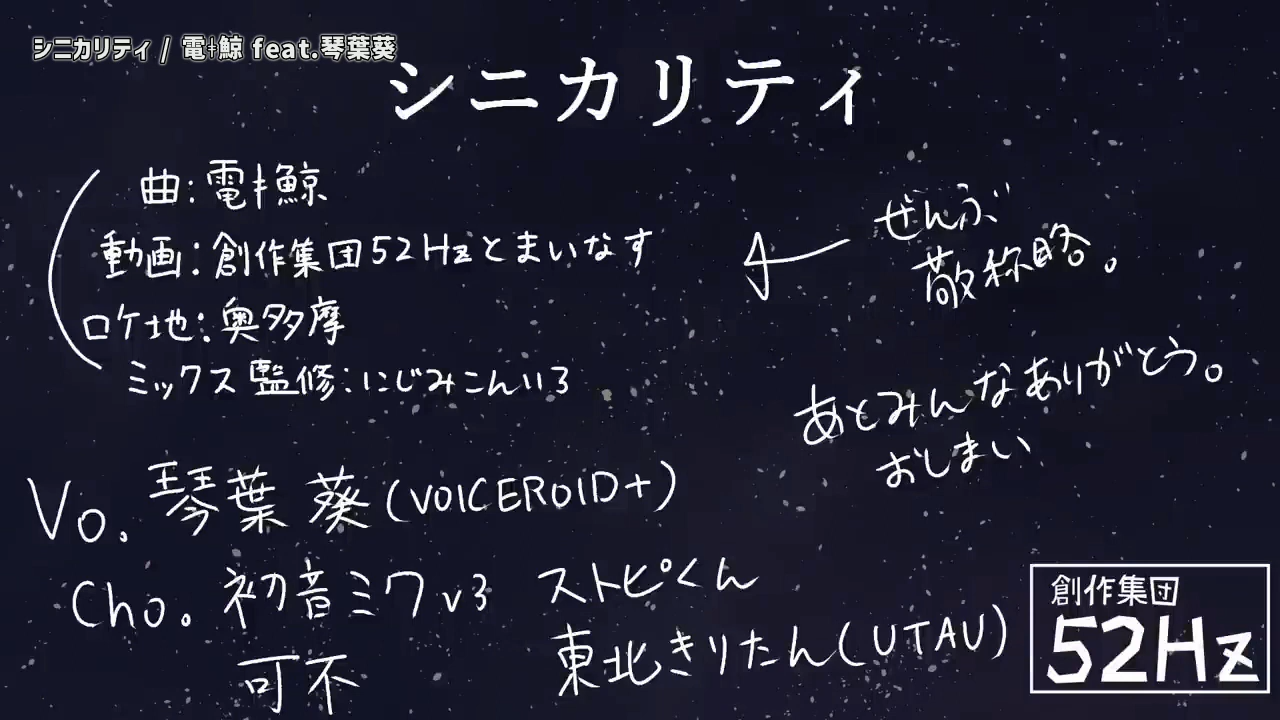 シニカリティ / 電ǂ鯨 feat.琴葉葵
シニカリティ
曲:電ǂ鯨
動画:創作集団52Hzとまいなす
ロケ地:奥多摩
ミックス監修:にじみこんいろ
ぜんぶ
敬称略。
あとみんなありがとう。
おしまい
Vo. 琴葉 葵(VOICEROID+)
Cho. 初音ミクv3 ストピくん
可不 東北きりたん(UTAU)
創作集団
52Hz